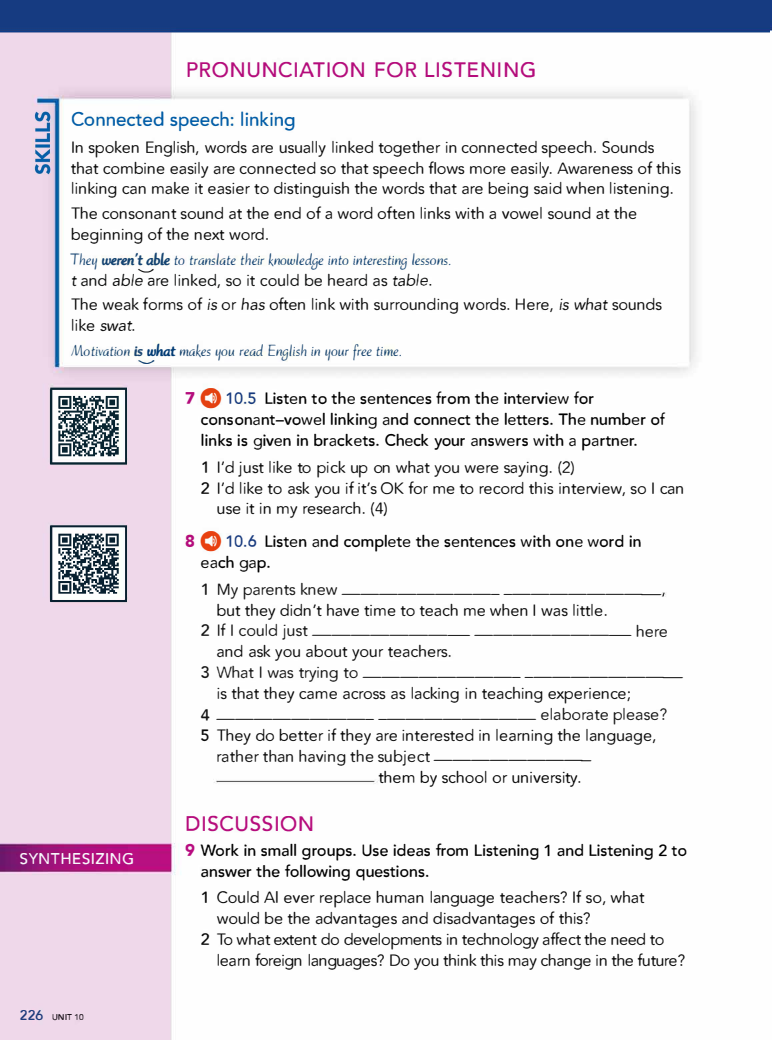 PRONUNCIATION FOR LISTENING
SKILLS
Connected speech: linking
In spoken English, words are usually linked together in connected speech. Sounds
that combine easily are connected so that speech flows more easily. Awareness of this
linking can make it easier to distinguish the words that are being said when listening.
The consonant sound at the end of a word often links with a vowel sound at the
beginning of the next word.
They weren't able to translate their knowledge into interesting lessons.
t and able are linked, so it could be heard as table.
The weak forms of is or has often link with surrounding words. Here, is what sounds
like swat.
Motivation is what makes you read English in your free time.
7 10.5 Listen to the sentences from the interview for
consonant–vowel linking and connect the letters. The number of
links is given in brackets. Check your answers with a partner.
1 I'd just like to pick up on what you were saying. (2)
2 I'd like to ask you if it's OK for me to record this interview, so I can
use it in my research. (4)
8 10.6 Listen and complete the sentences with one word in
each gap.
1 My parents knew ____________ ____________,
but they didn't have time to teach me when I was little.
2 If I could just ____________ ____________ here
and ask you about your teachers.
3 What I was trying to ____________ ____________
is that they came across as lacking in teaching experience;
4 ____________ ____________ elaborate please?
5 They do better if they are interested in learning the language,
rather than having the subject ____________
____________ them by school or university.
DISCUSSION
SYNTHESIZING
9 Work in small groups. Use ideas from Listening 1 and Listening 2 to
answer the following questions.
1 Could AI ever replace human language teachers? If so, what
would be the advantages and disadvantages of this?
2 To what extent do developments in technology affect the need to
learn foreign languages? Do you think this may change in the future?
226 UNIT 10